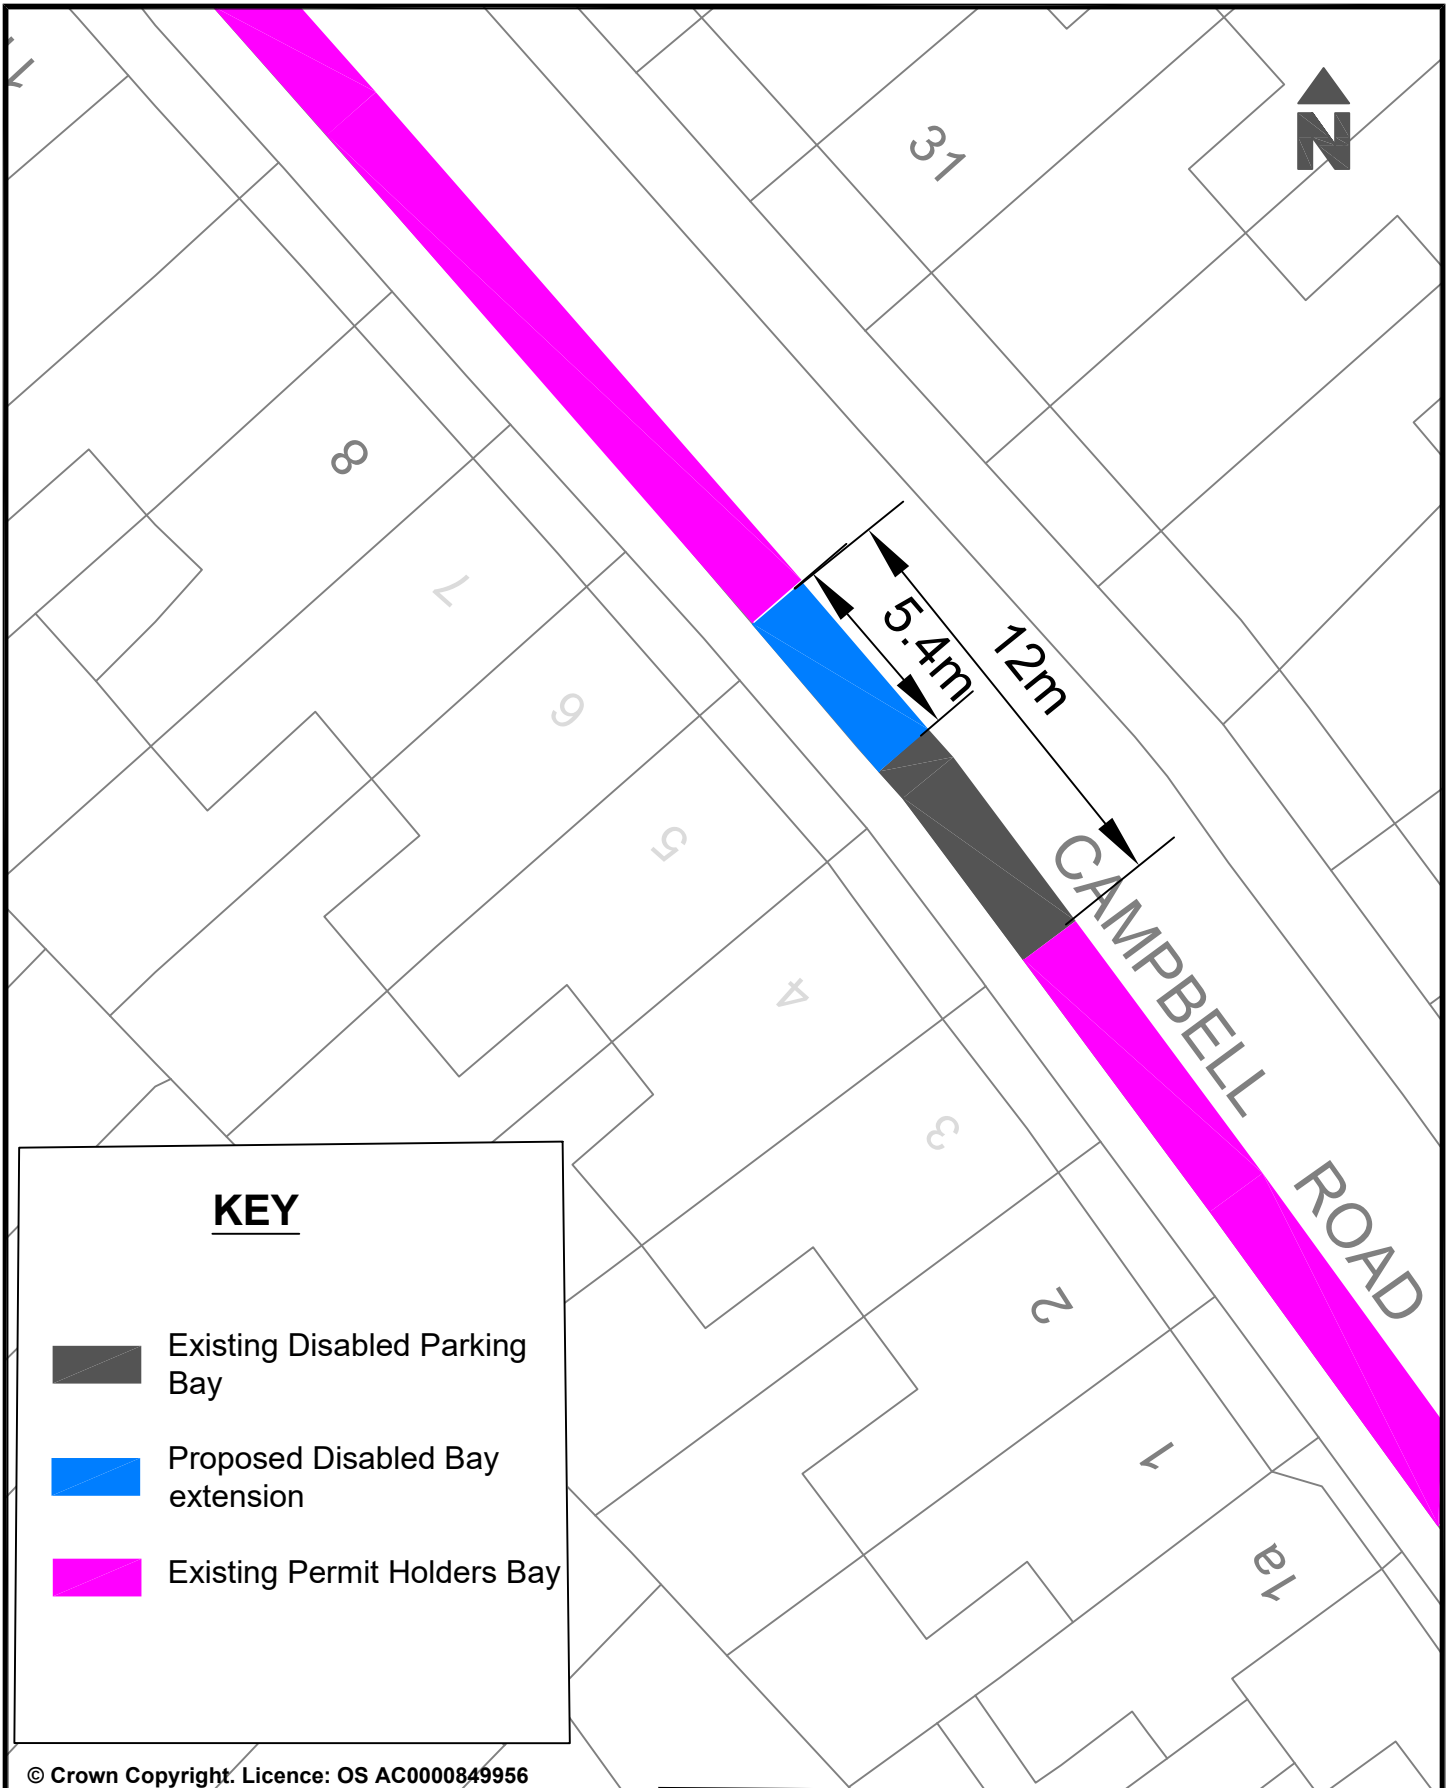 N
31
8
7
6
5
4
3
2
1
1a
5.4m
12m
CAMPBELL ROAD
KEY
Existing Disabled Parking
Bay
Proposed Disabled Bay
extension
Existing Permit Holders Bay
© Crown Copyright. Licence: OS AC0000849956